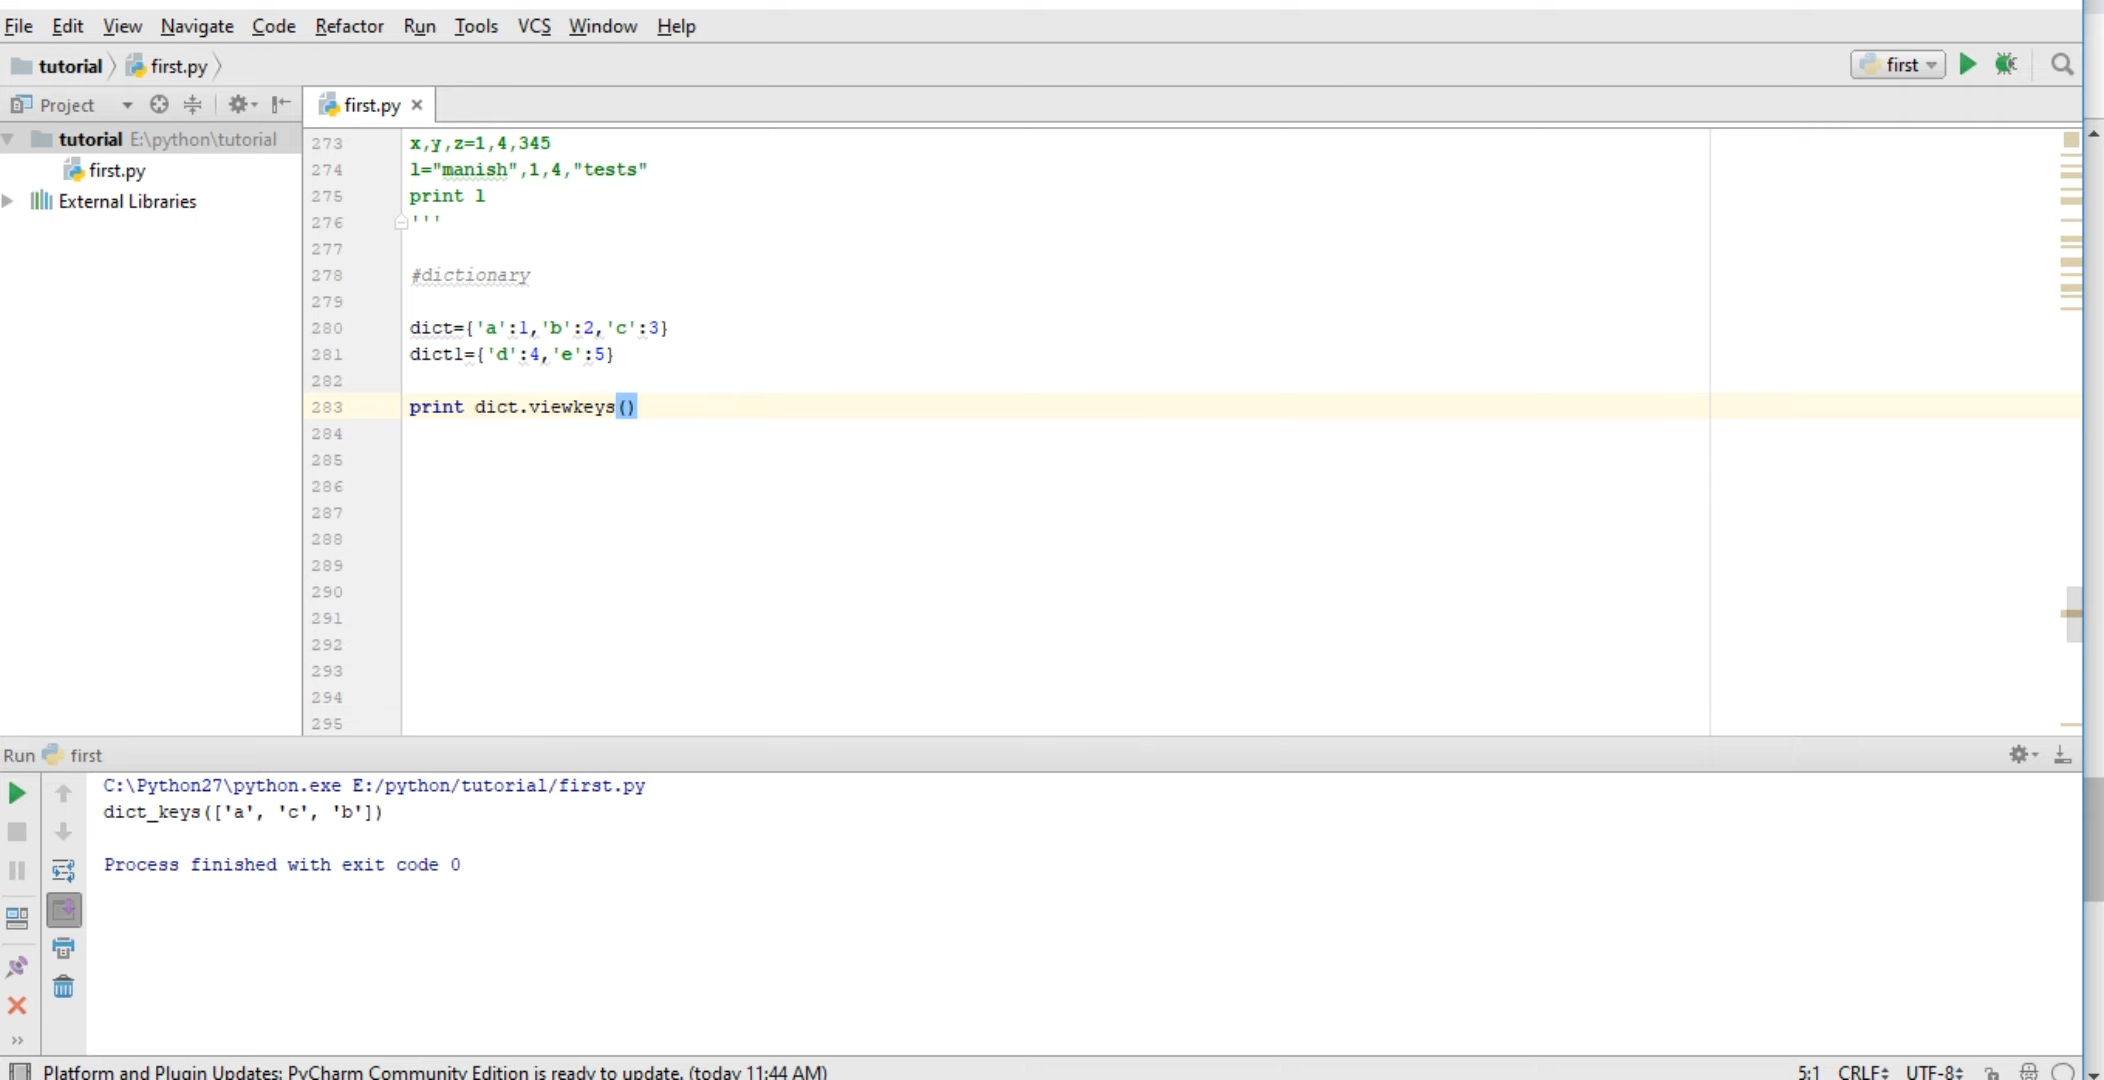 File Edit View Navigate Code Refactor Run Tools VCS Window Help
tutorial first.py
first
Project
first.py
tutorial E:\python\tutorial
first.py
External Libraries
273 x,y,z=1,4,345
274 l="manish",1,4,"tests"
275 print l
276 '''
277
278 #dictionary
279
280 dict={'a':1,'b':2,'c':3}
281 dict1={'d':4,'e':5}
282
283 print dict.viewkeys()
284
285
286
287
288
289
290
291
292
293
294
295
Run first
C:\Python27\python.exe E:/python/tutorial/first.py
dict_keys(['a', 'c', 'b'])
Process finished with exit code 0
Platform and Plugin Updates: PyCharm Community Edition is ready to update. (today 11:44 AM)
5:1 CRLF UTF-8